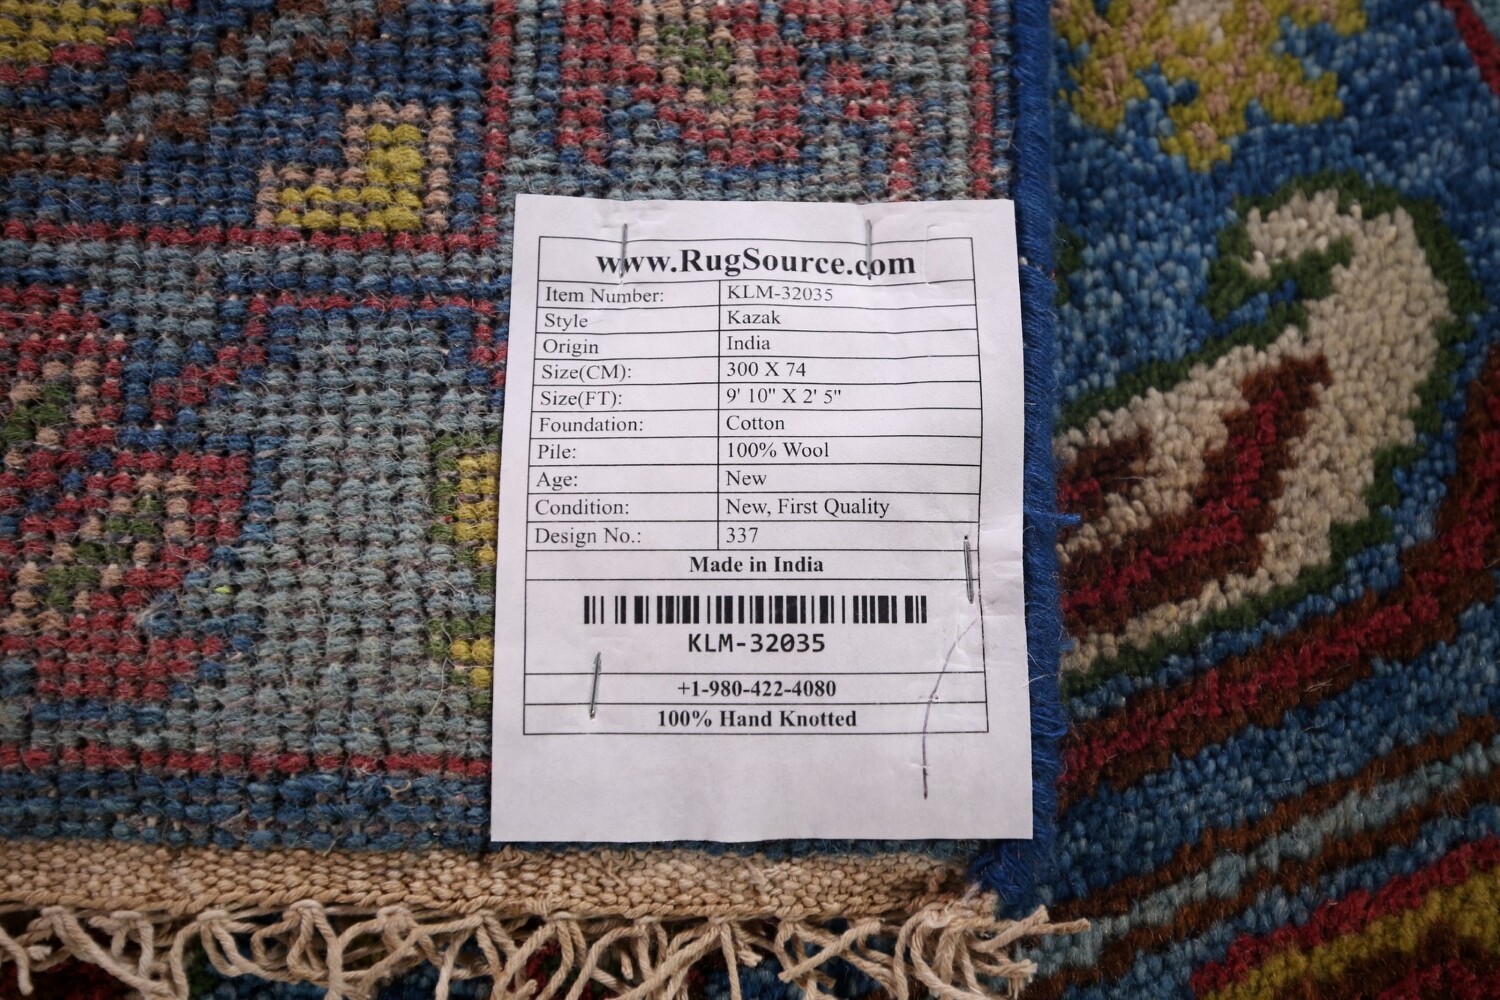 www.RugSource.com
Item Number: KLM-32035
Style Kazak
Origin India
Size(CM): 300 X 74
Size(FT): 9' 10" X 2' 5"
Foundation: Cotton
Pile: 100% Wool
Age: New
Condition: New, First Quality
Design No.: 337
Made in India
KLM-32035
+1-980-422-4080
100% Hand Knotted